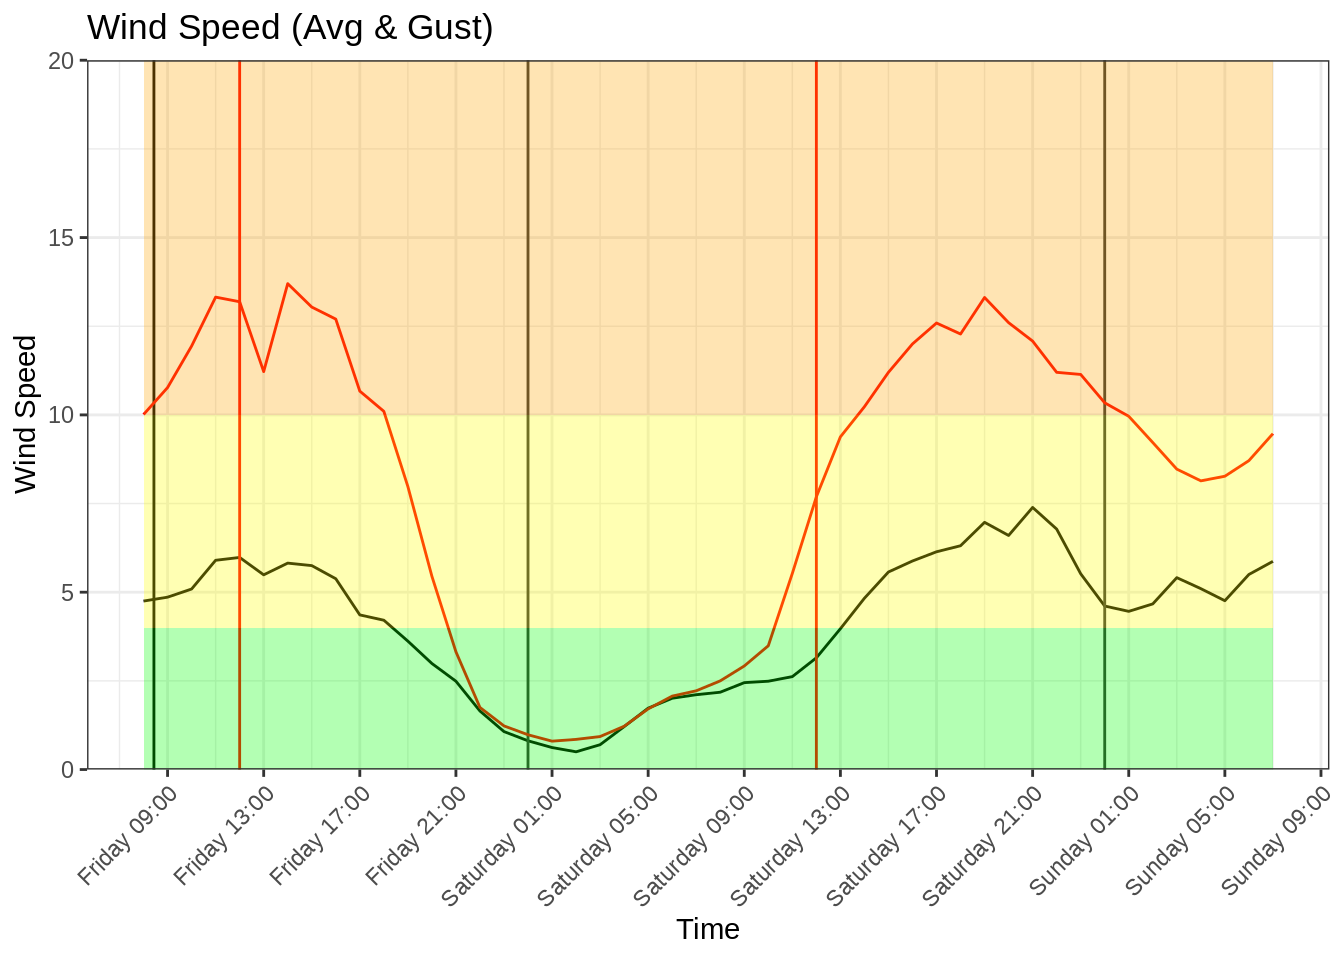 Wind Speed (Avg & Gust)
20
15
10
5
0
Wind Speed
Friday 09:00
Friday 13:00
Friday 17:00
Friday 21:00
Saturday 01:00
Saturday 05:00
Saturday 09:00
Saturday 13:00
Saturday 17:00
Saturday 21:00
Sunday 01:00
Sunday 05:00
Sunday 09:00
Time